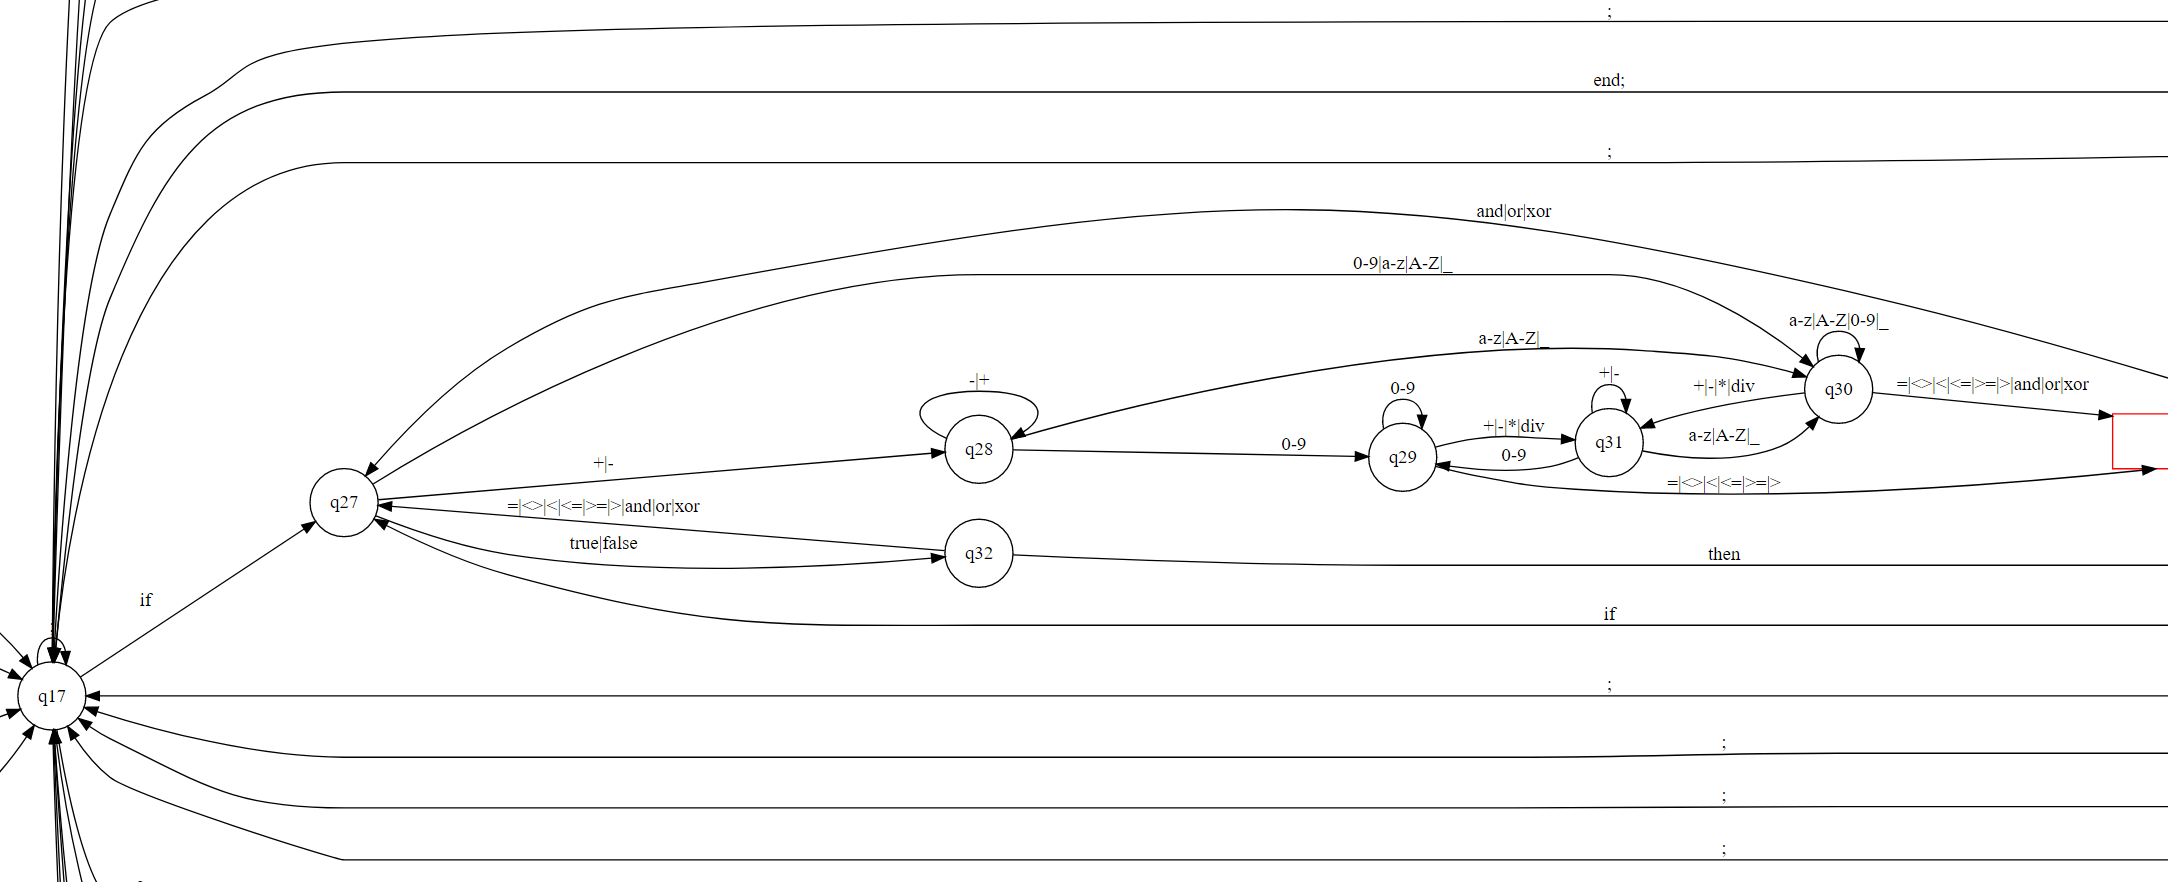 ;
end;
;
and|or|xor
0-9|a-z|A-Z|_
a-z|A-Z|0-9|_
a-z|A-Z|_
-|+
0-9
+|-
+|-|*|div
q30
=|<>|<|<=|>=|>|and|or|xor
+|-|*|div
a-z|A-Z|_
q28
0-9
q29
q31
0-9
+|-
=|<>|<|<=|>=|>
q27
=|<>|<|<=|>=|>|and|or|xor
true|false
q32
then
if
if
q17
;
;
;
;